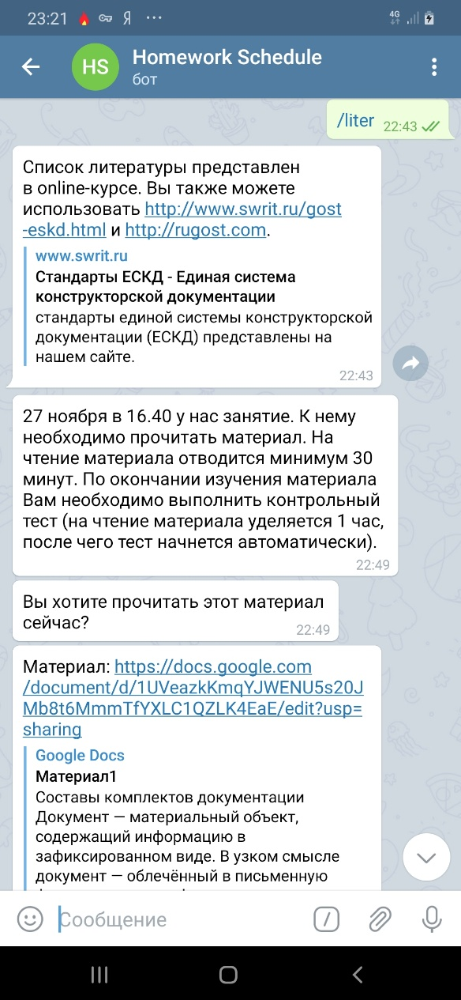 23:21 Я
4G
HS
Homework Schedule
бот
/liter 22:43
Список литературы представлен
в online-курсе. Вы также можете
использовать http://www.swrit.ru/gost
-eskd.html и http://rugost.com.
www.swrit.ru
Стандарты ЕСКД - Единая система
конструкторской документации
стандарты единой системы конструкторской
документации (ЕСКД) представлены на
нашем сайте.
22:43
27 ноября в 16.40 у нас занятие. К нему
необходимо прочитать материал. На
чтение материала отводится минимум 30
минут. По окончании изучения материала
Вам необходимо выполнить контрольный
тест (на чтение материала уделяется 1 час,
после чего тест начнется автоматически).
22:49
Вы хотите прочитать этот материал
сейчас?
22:49
Материал: https://docs.google.com
/document/d/1UVeazkKmqYJWENU5s20J
Mb8t6MmmTfYXLC1QZLK4EaE/edit?usp=
sharing
Google Docs
Материал1
Составы комплектов документации
Документ — материальный объект,
содержащий информацию в
зафиксированном виде. В узком смысле
документ — облечённый в письменную
Сообщение